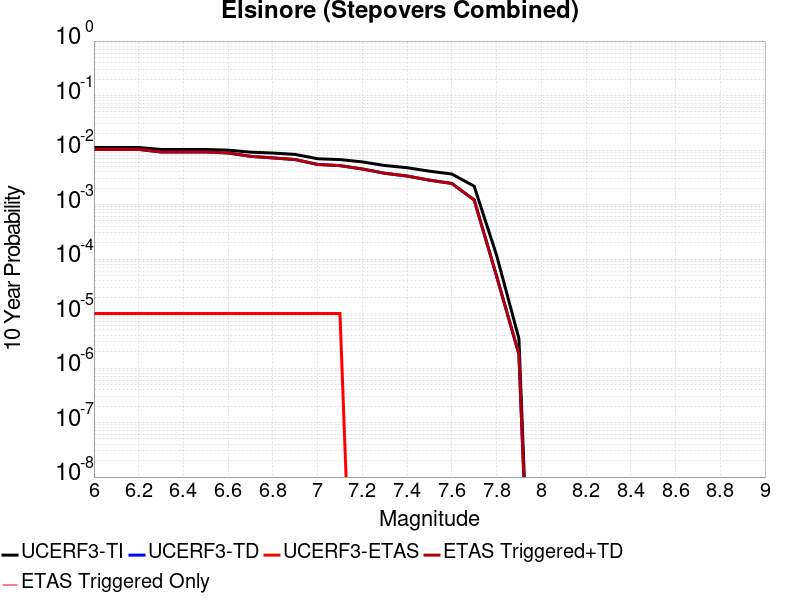 Elsinore (Stepovers Combined)
10 0
10 -1
10 -2
10 -3
10 -4
10 -5
10 -6
10 -7
10 -8
10 Year Probability
6 6.2 6.4 6.6 6.8 7 7.2 7.4 7.6 7.8 8 8.2 8.4 8.6 8.8 9
Magnitude
UCERF3-TI UCERF3-TD UCERF3-ETAS ETAS Triggered+TD
ETAS Triggered Only